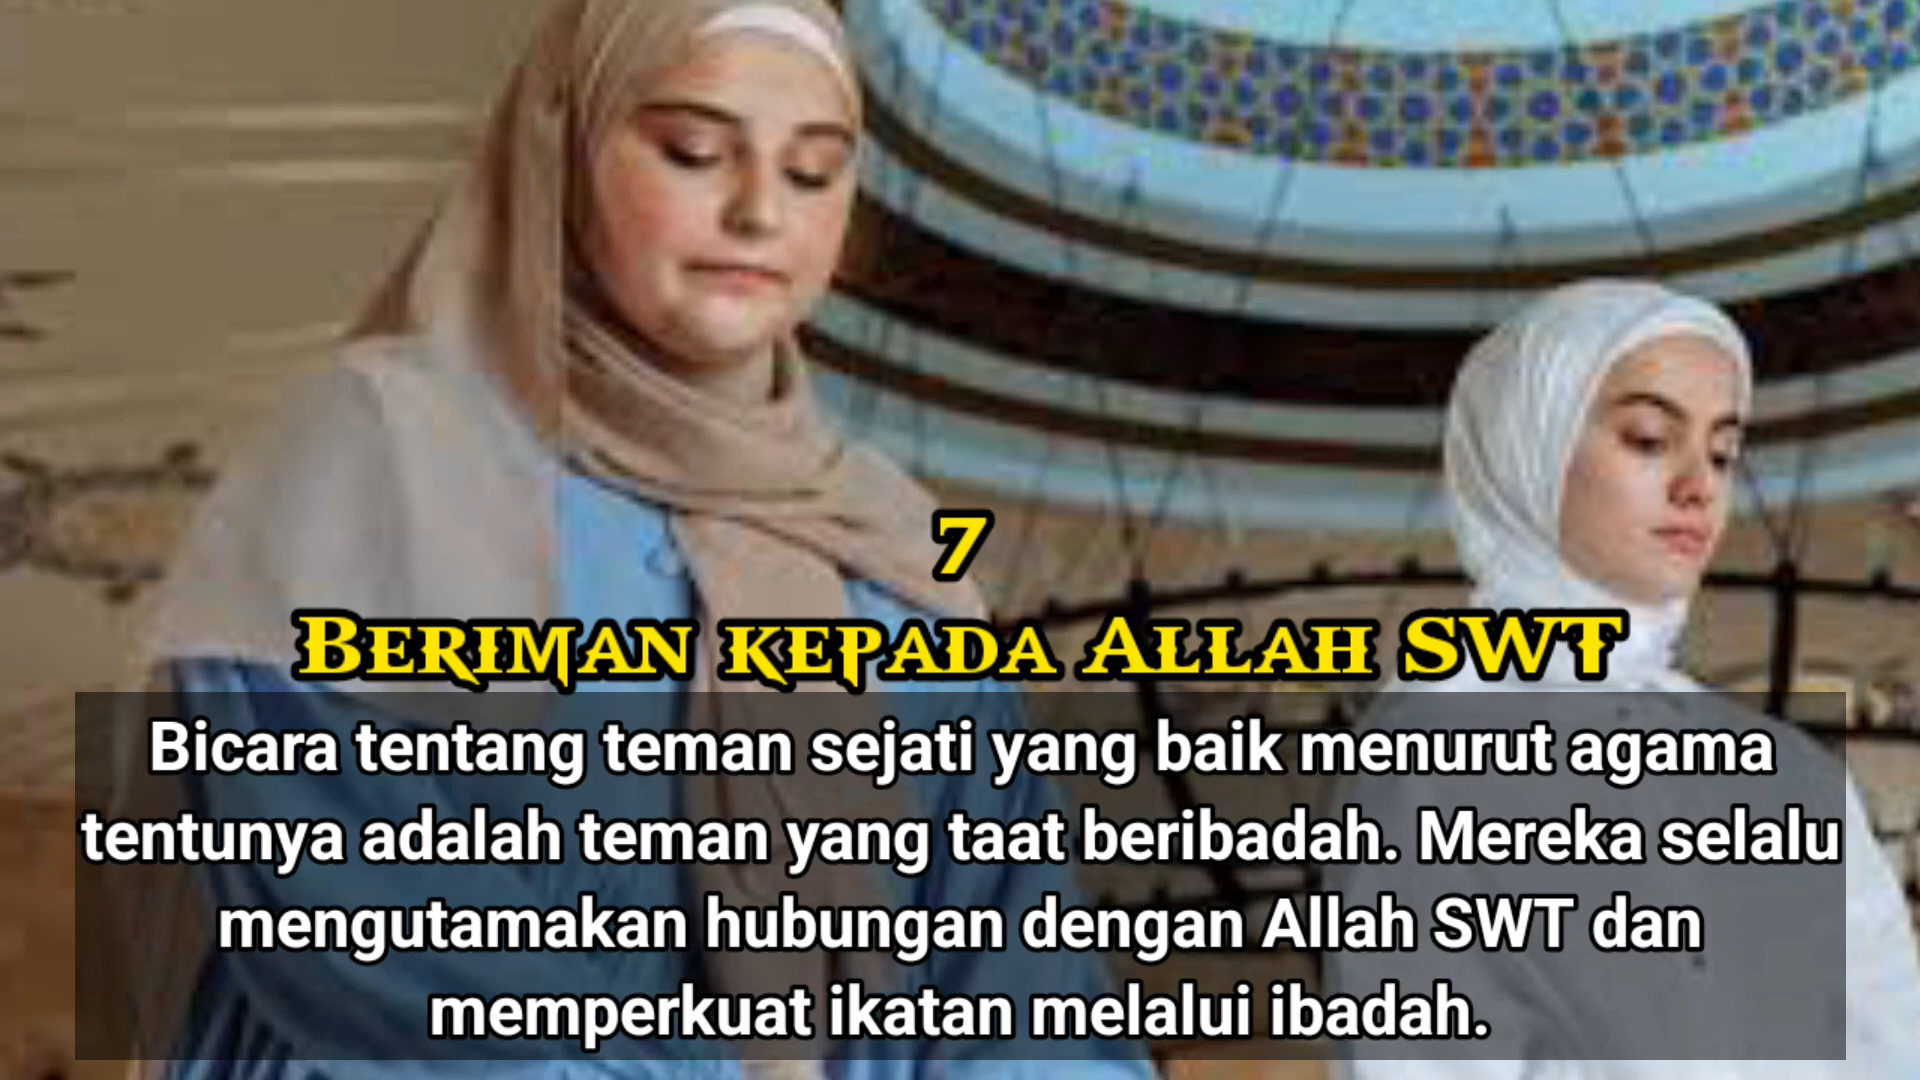 7
Beriman kepada Allah SWT
Bicara tentang teman sejati yang baik menurut agama
tentunya adalah teman yang taat beribadah. Mereka selalu
mengutamakan hubungan dengan Allah SWT dan
memperkuat ikatan melalui ibadah.